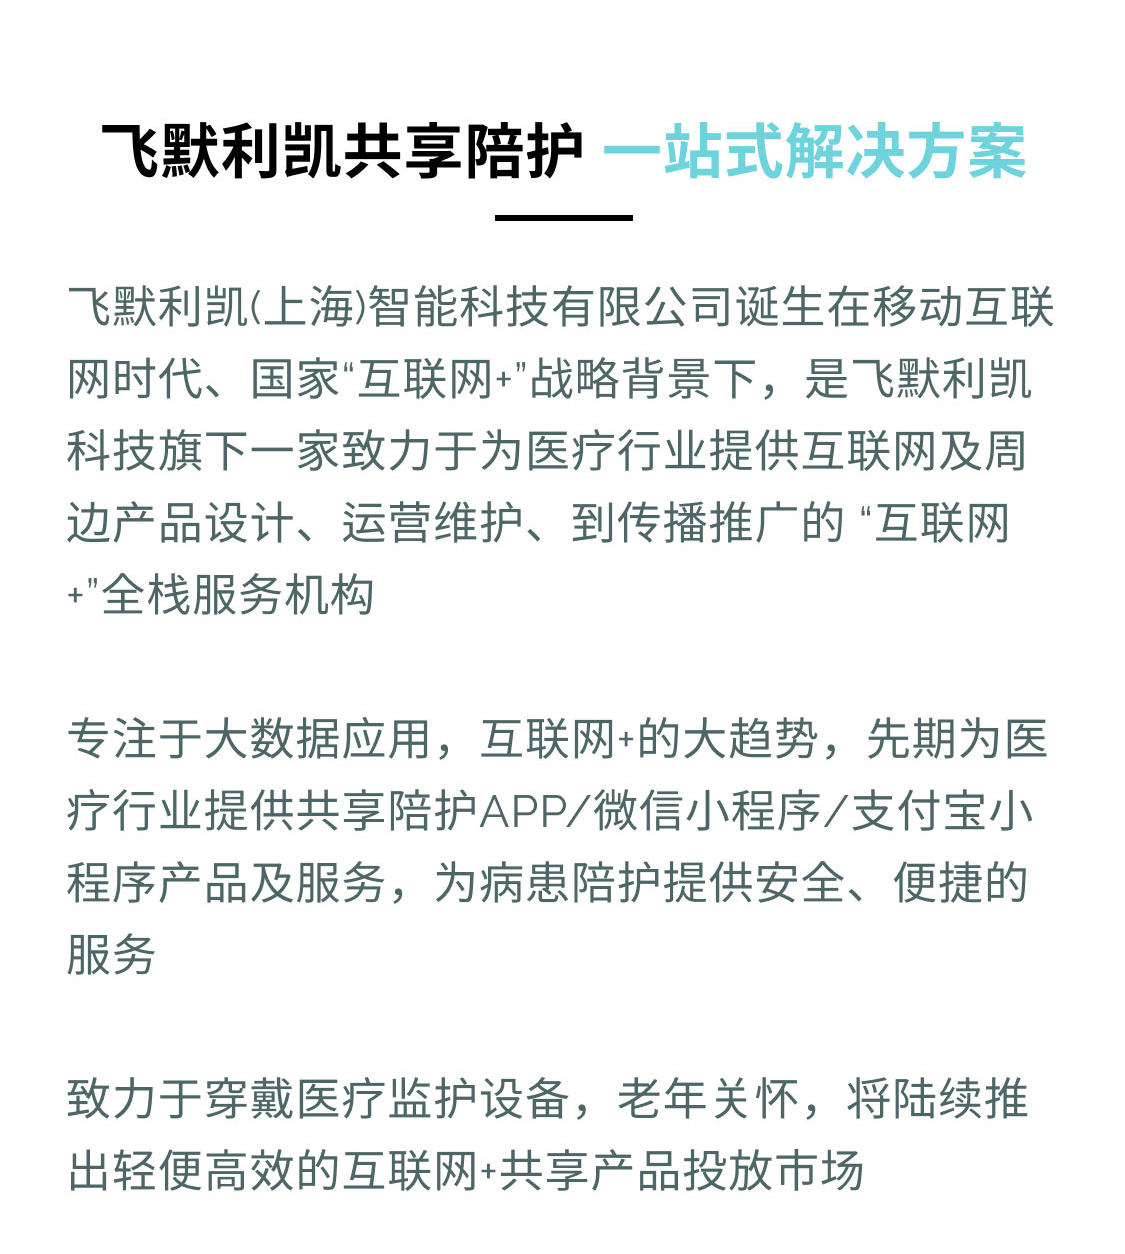 飞默利凯共享陪护 一站式解决方案
飞默利凯(上海)智能科技有限公司诞生在移动互联
网时代、国家“互联网+”战略背景下，是飞默利凯
科技旗下一家致力于为医疗行业提供互联网及周
边产品设计、运营维护、到传播推广的 “互联网
+”全栈服务机构
专注于大数据应用，互联网+的大趋势，先期为医
疗行业提供共享陪护APP/微信小程序/支付宝小
程序产品及服务，为病患陪护提供安全、便捷的
服务
致力于穿戴医疗监护设备，老年关怀，将陆续推
出轻便高效的互联网+共享产品投放市场